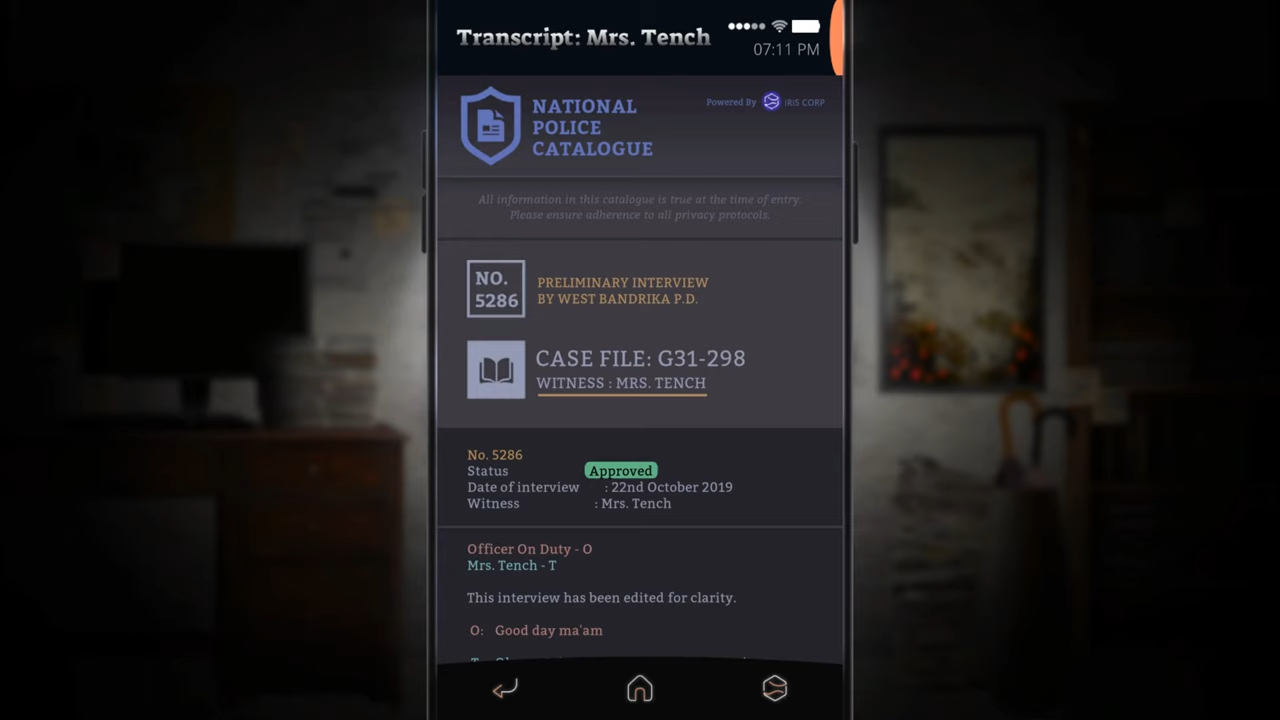 Transcript: Mrs. Tench
07:11 PM
NATIONAL
POLICE
CATALOGUE
Powered By IRIS CORP
All information in this catalogue is true at the time of entry.
Please ensure adherence to all privacy protocols.
NO.
5286
PRELIMINARY INTERVIEW
BY WEST BANDRIKA P.D.
CASE FILE: G31-298
WITNESS : MRS. TENCH
No. 5286
Status Approved
Date of interview : 22nd October 2019
Witness : Mrs. Tench
Officer On Duty - O
Mrs. Tench - T
This interview has been edited for clarity.
O: Good day ma'am